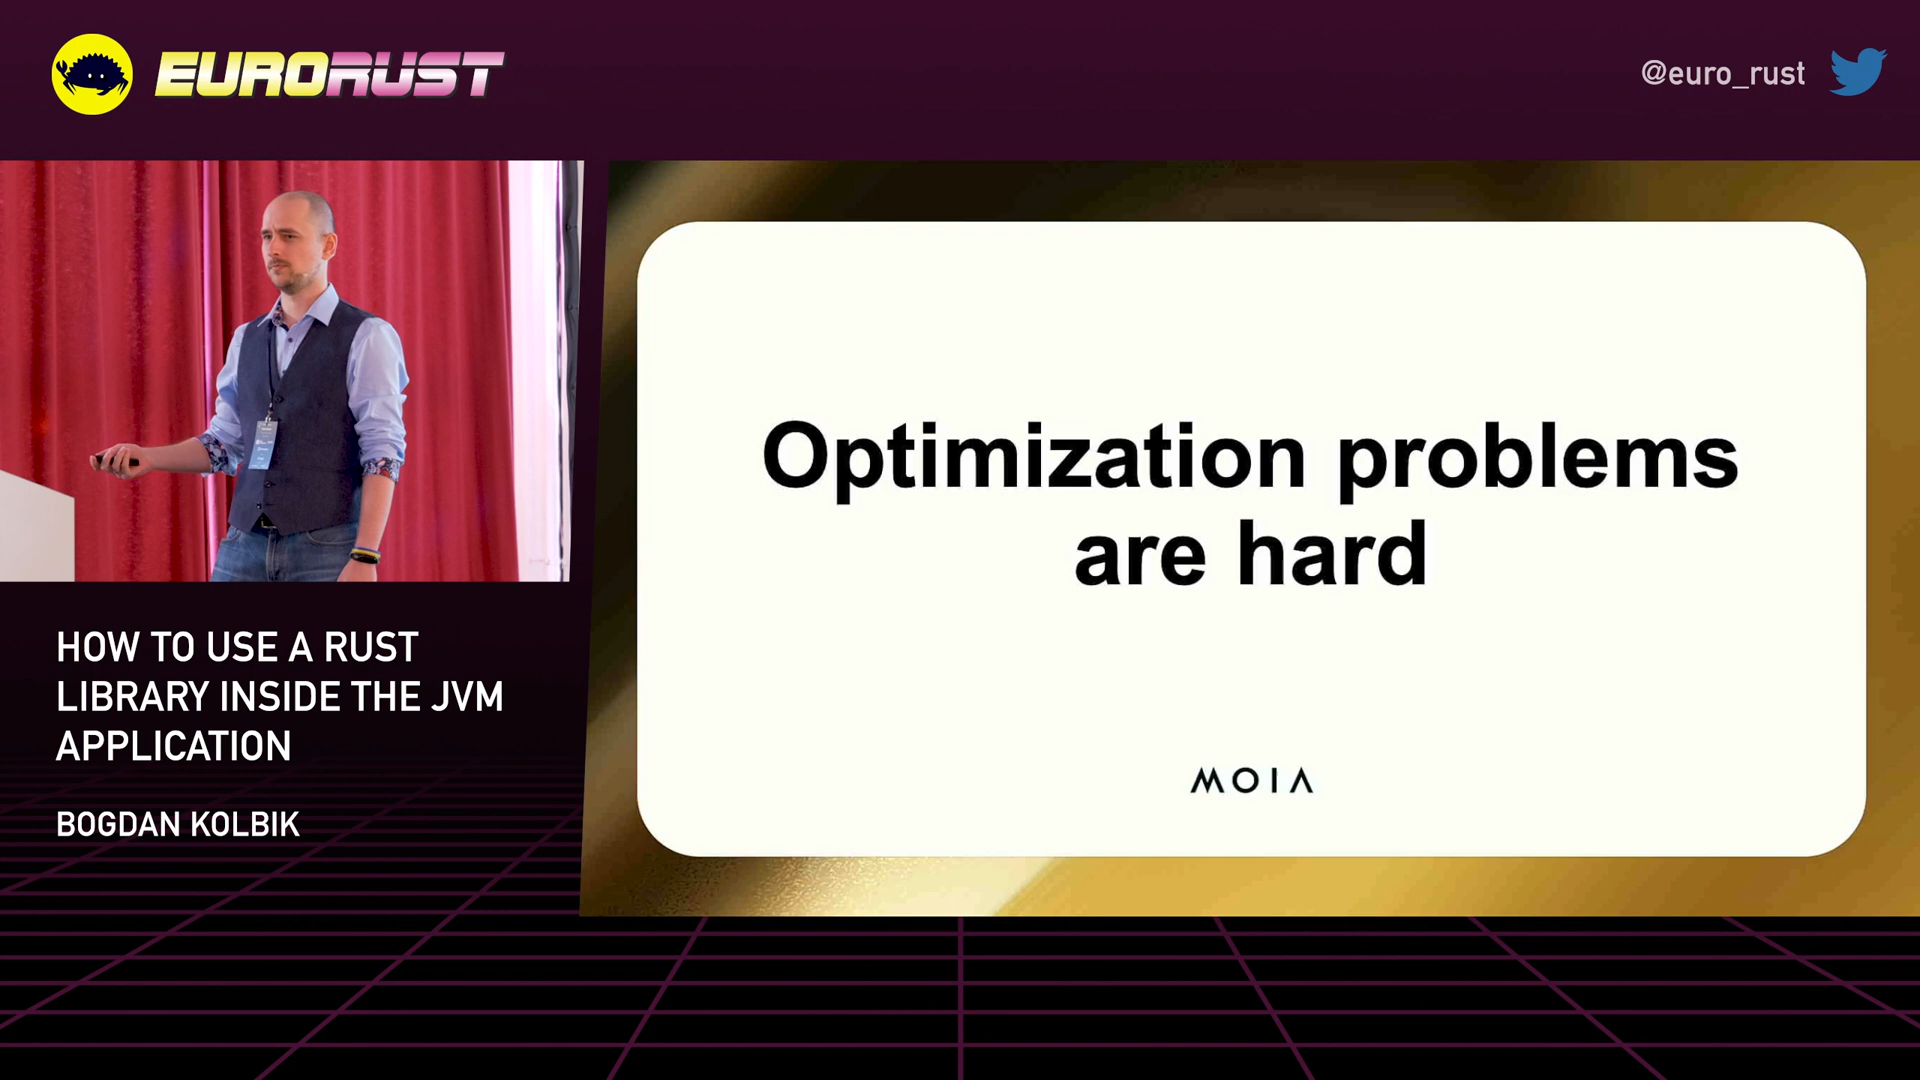 EURORUST
@euro_rust
Optimization problems
are hard
MOIA
HOW TO USE A RUST
LIBRARY INSIDE THE JVM
APPLICATION
BOGDAN KOLBIK